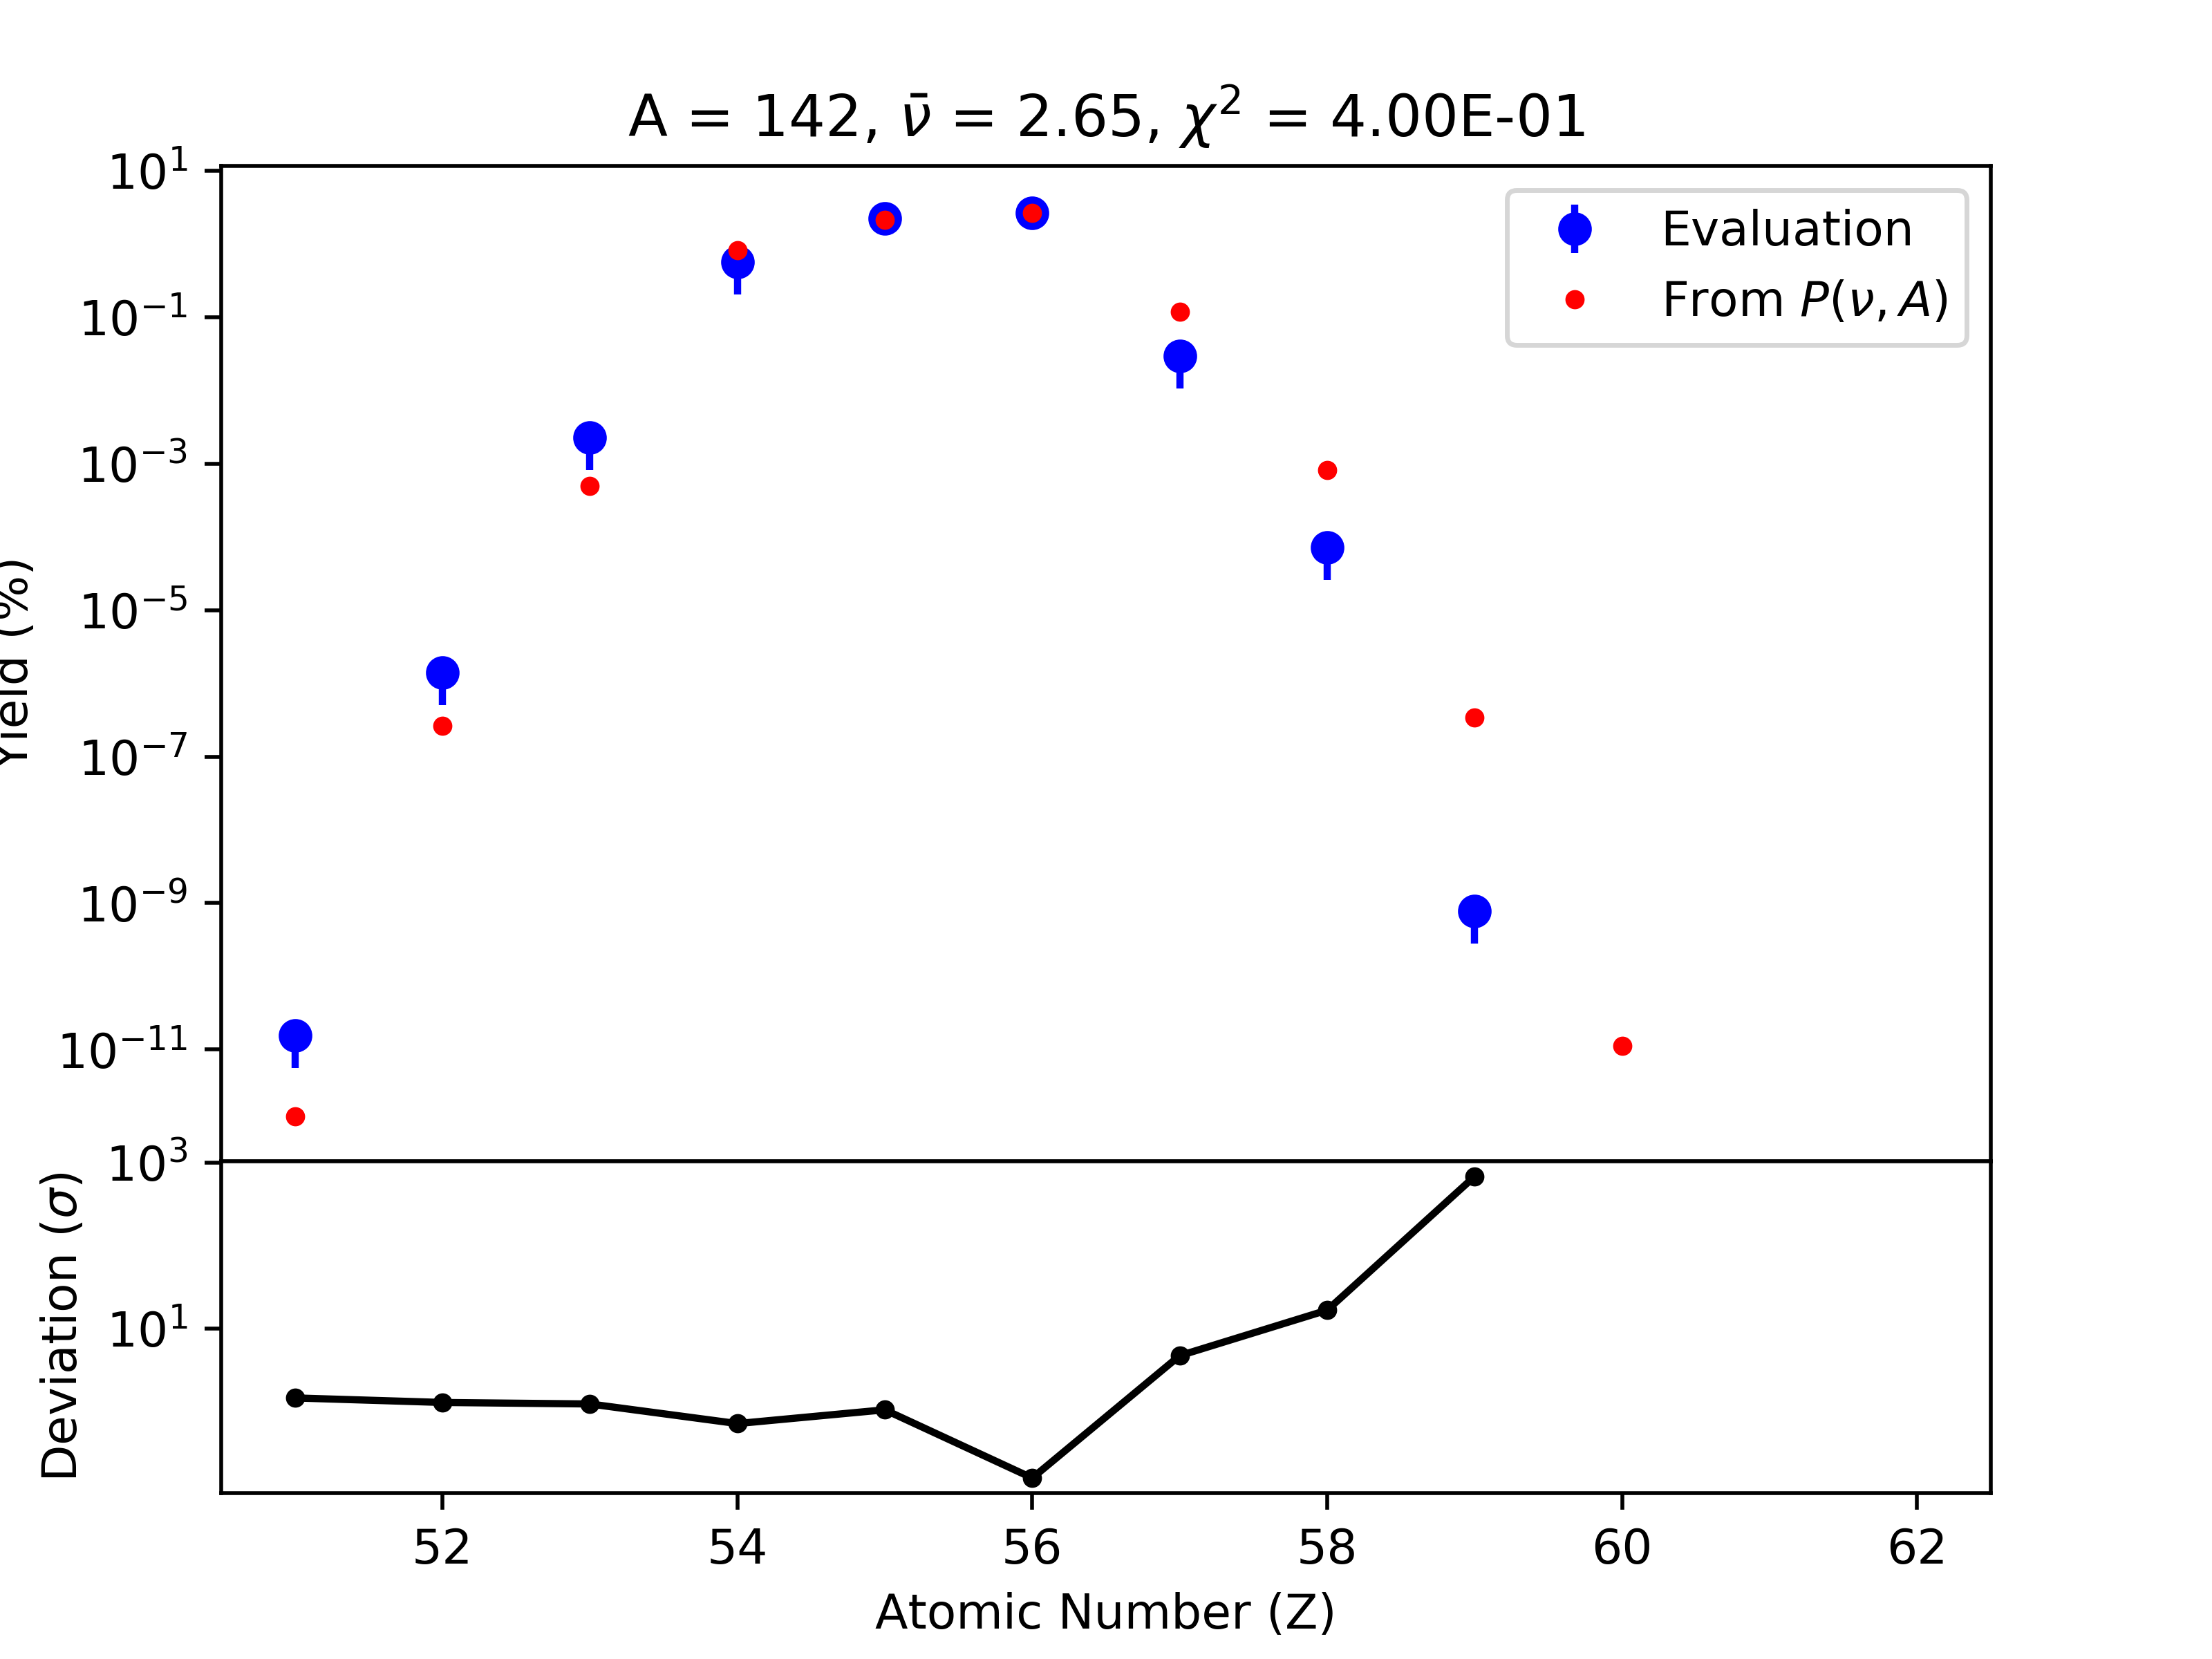 A = 142, ν̄ = 2.65, χ² = 4.00E-01
10¹
10⁻¹
10⁻³
10⁻⁵
10⁻⁷
10⁻⁹
10⁻¹¹
Yield (%)
Evaluation
From P(ν, A)
10³
10¹
Deviation (σ)
52 54 56 58 60 62
Atomic Number (Z)